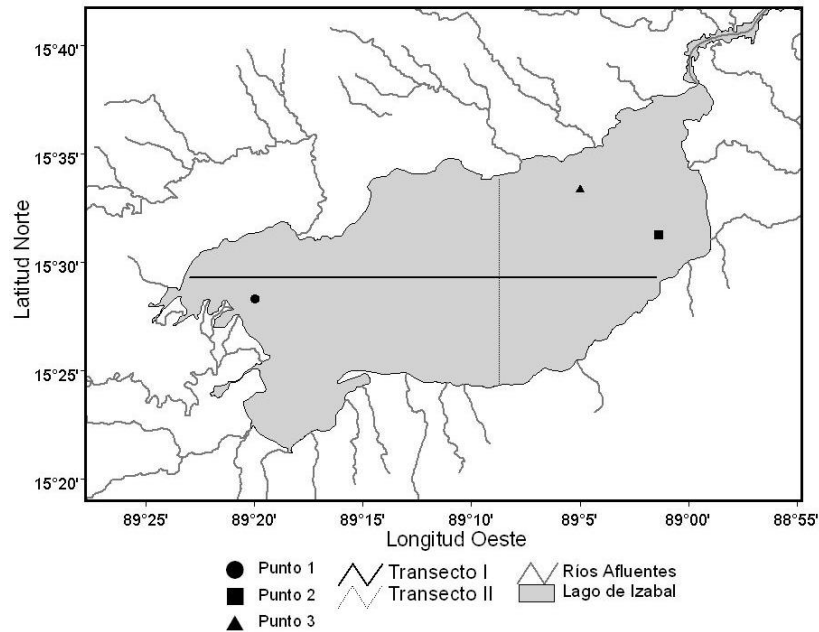 Latitud Norte
15°40'
15°35'
15°30'
15°25'
15°20'
89°25'
89°20'
89°15'
89°10'
89°5'
89°00'
88°55'
Longitud Oeste
Punto 1
Punto 2
Punto 3
Transecto I
Transecto II
Ríos Afluentes
Lago de Izabal